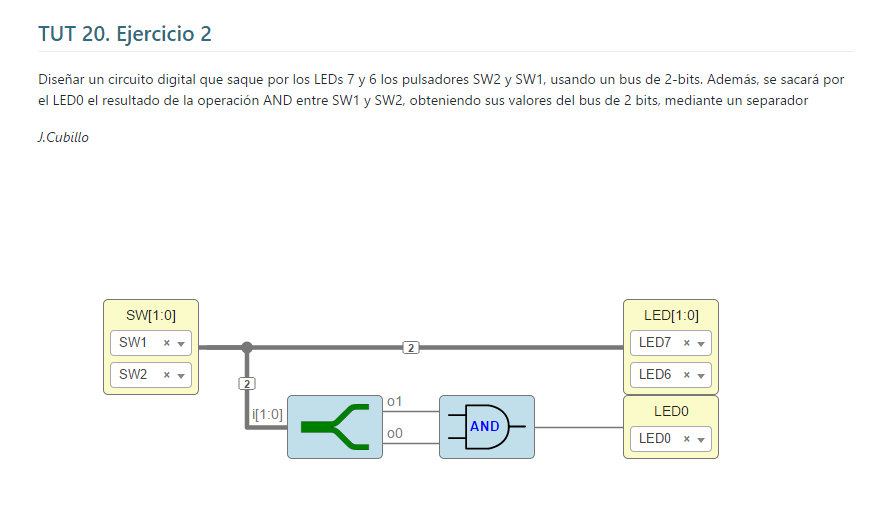 TUT 20. Ejercicio 2
Diseñar un circuito digital que saque por los LEDs 7 y 6 los pulsadores SW2 y SW1, usando un bus de 2-bits. Además, se sacará por
el LED0 el resultado de la operación AND entre SW1 y SW2, obteniendo sus valores del bus de 2 bits, mediante un separador
J.Cubillo
SW[1:0]
SW1
SW2
2
2
i[1:0]
o1
o0
AND
LED[1:0]
LED7
LED6
LED0
LED0